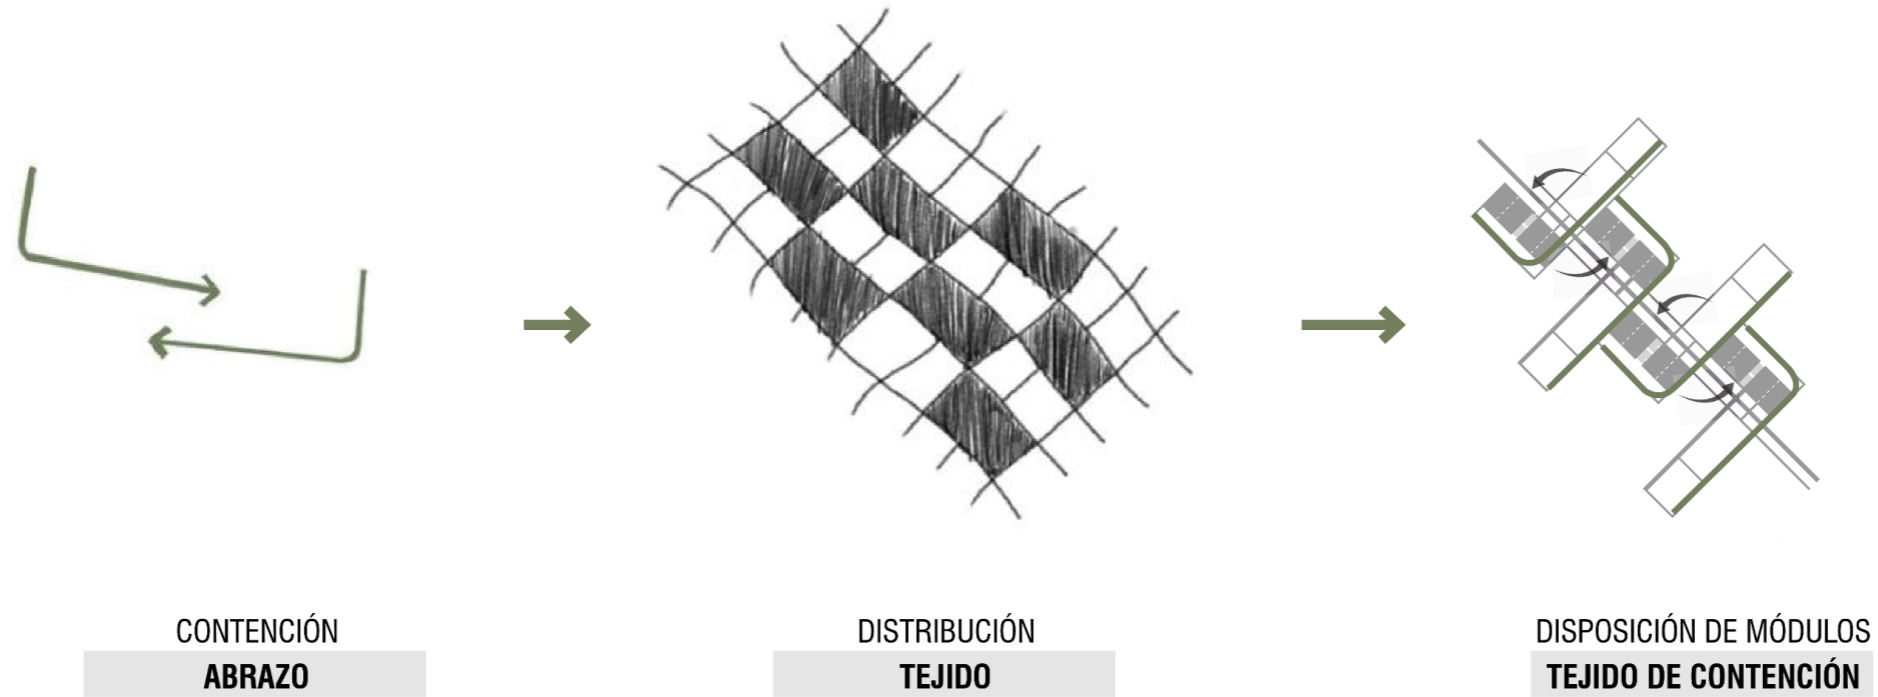 CONTENCIÓN
ABRAZO
DISTRIBUCIÓN
TEJIDO
DISPOSICIÓN DE MÓDULOS
TEJIDO DE CONTENCIÓN